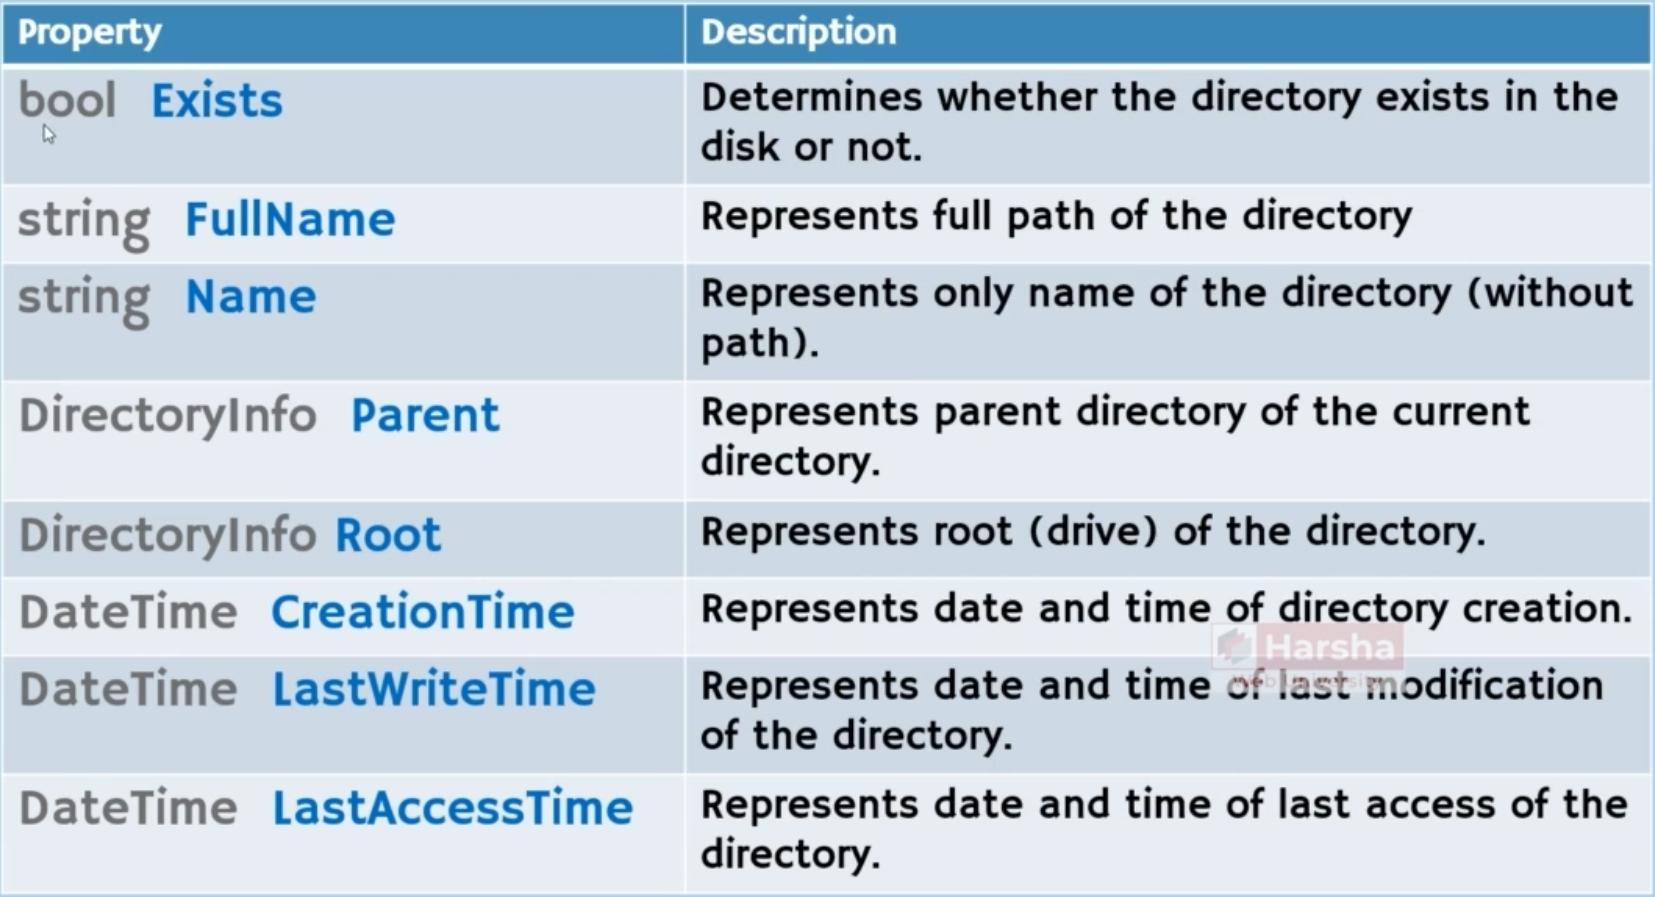 Property Description
bool Exists Determines whether the directory exists in the
disk or not.
string FullName Represents full path of the directory
string Name Represents only name of the directory (without
path).
DirectoryInfo Parent Represents parent directory of the current
directory.
DirectoryInfo Root Represents root (drive) of the directory.
DateTime CreationTime Represents date and time of directory creation.
Harsha
Web University
DateTime LastWriteTime Represents date and time of last modification
of the directory.
DateTime LastAccessTime Represents date and time of last access of the
directory.